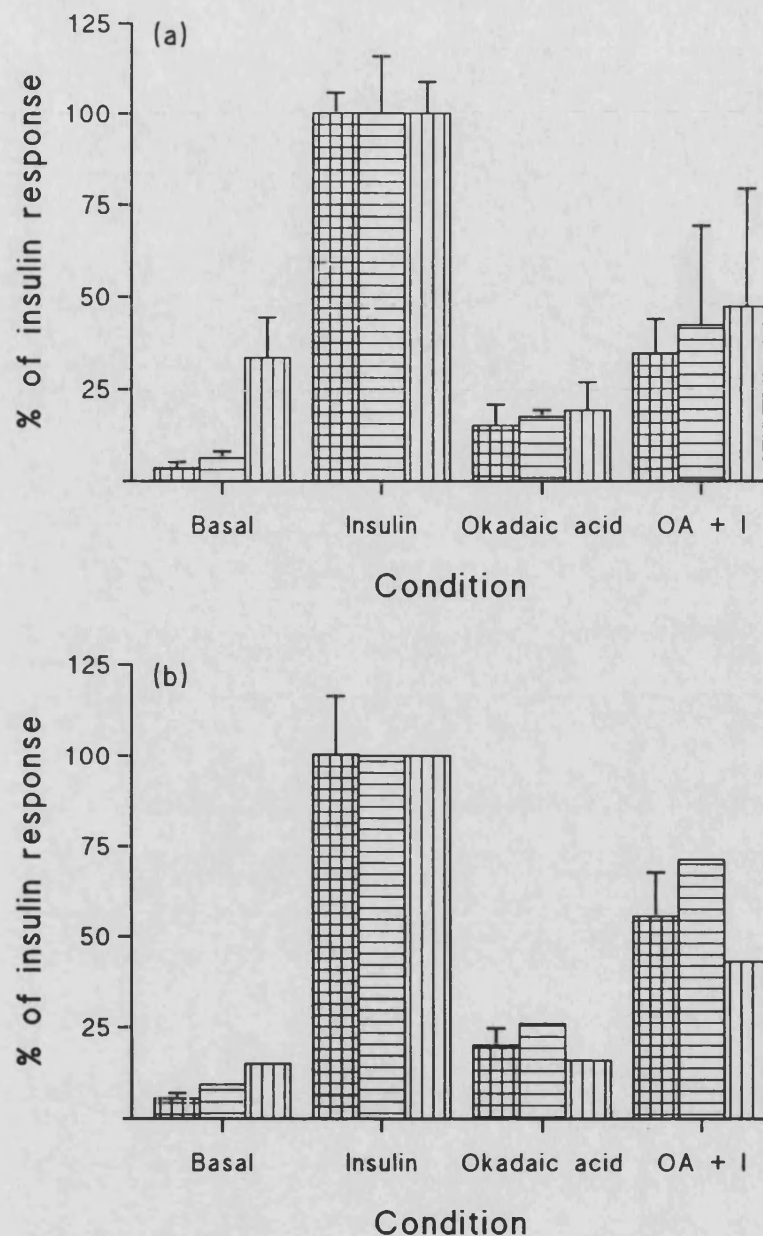 (a)
% of insulin response
125
100
75
50
25
Basal Insulin Okadaic acid OA + I
Condition
(b)
% of insulin response
125
100
75
50
25
Basal Insulin Okadaic acid OA + I
Condition